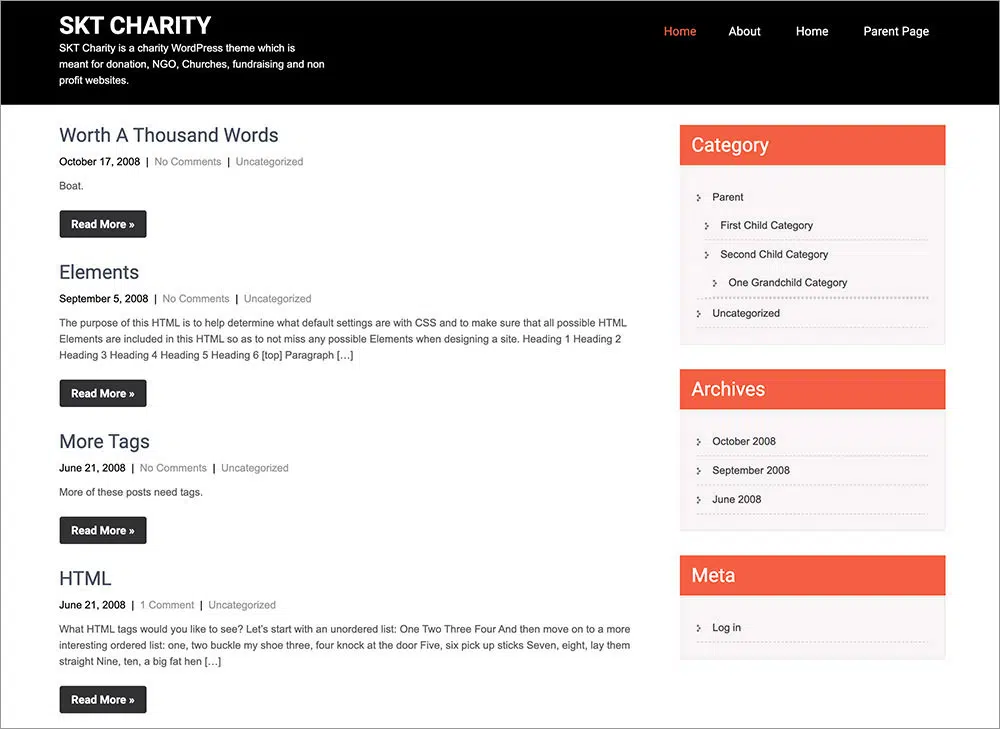 SKT CHARITY
SKT Charity is a charity WordPress theme which is
meant for donation, NGO, Churches, fundraising and non
profit websites.
Home About Home Parent Page
Worth A Thousand Words
October 17, 2008 | No Comments | Uncategorized
Boat.
Read More »
Elements
September 5, 2008 | No Comments | Uncategorized
The purpose of this HTML is to help determine what default settings are with CSS and to make sure that all possible HTML
Elements are included in this HTML so as to not miss any possible Elements when designing a site. Heading 1 Heading 2
Heading 3 Heading 4 Heading 5 Heading 6 [top] Paragraph […]
Read More »
More Tags
June 21, 2008 | No Comments | Uncategorized
More of these posts need tags.
Read More »
HTML
June 21, 2008 | 1 Comment | Uncategorized
What HTML tags would you like to see? Let's start with an unordered list: One Two Three Four And then move on to a more
interesting ordered list: one, two buckle my shoe three, four knock at the door Five, six pick up sticks Seven, eight, lay them
straight Nine, ten, a big fat hen […]
Read More »
Category
Parent
First Child Category
Second Child Category
One Grandchild Category
Uncategorized
Archives
October 2008
September 2008
June 2008
Meta
Log in